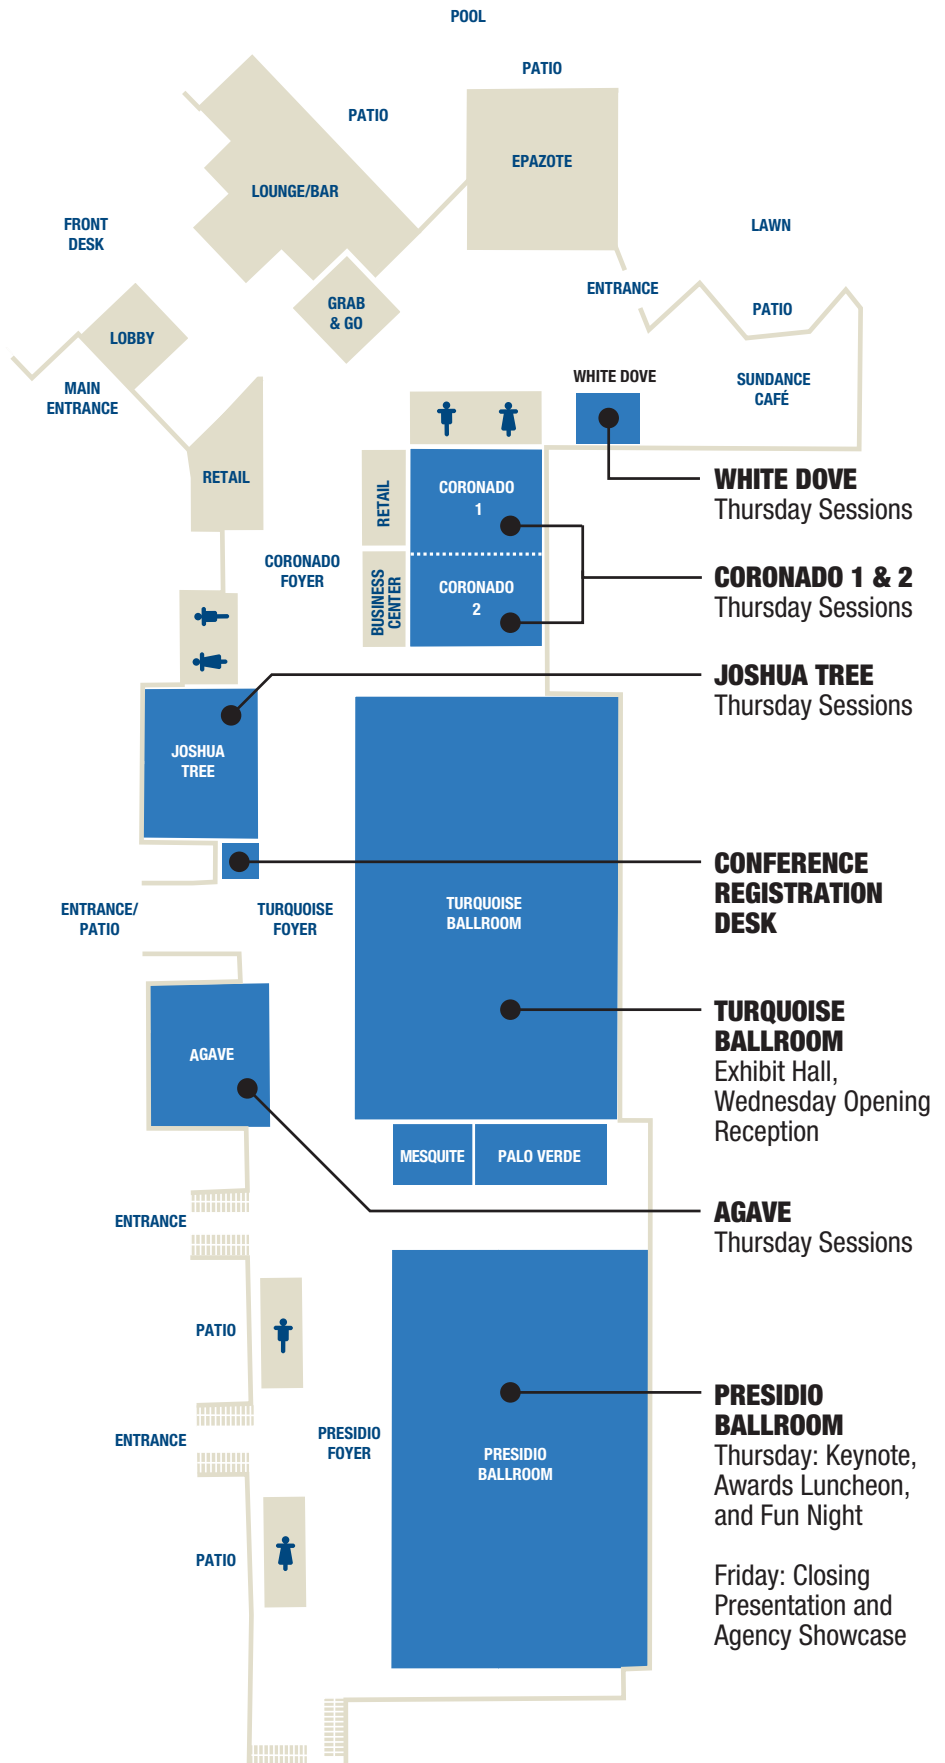 POOL
PATIO
PATIO
EPAZOTE
LOUNGE/BAR
FRONT
DESK
LAWN
ENTRANCE
GRAB
& GO
PATIO
LOBBY
WHITE DOVE
SUNDANCE
CAFÉ
MAIN
ENTRANCE
RETAIL
RETAIL
CORONADO
1
WHITE DOVE
Thursday Sessions
CORONADO
FOYER
BUSINESS
CENTER
CORONADO
2
CORONADO 1 & 2
Thursday Sessions
JOSHUA TREE
Thursday Sessions
JOSHUA
TREE
CONFERENCE
REGISTRATION
DESK
ENTRANCE/
PATIO
TURQUOISE
FOYER
TURQUOISE
BALLROOM
TURQUOISE
BALLROOM
Exhibit Hall,
Wednesday Opening
Reception
AGAVE
MESQUITE
PALO VERDE
AGAVE
Thursday Sessions
ENTRANCE
PATIO
ENTRANCE
PRESIDIO
FOYER
PRESIDIO
BALLROOM
PRESIDIO
BALLROOM
Thursday: Keynote,
Awards Luncheon,
and Fun Night
Friday: Closing
Presentation and
Agency Showcase
PATIO